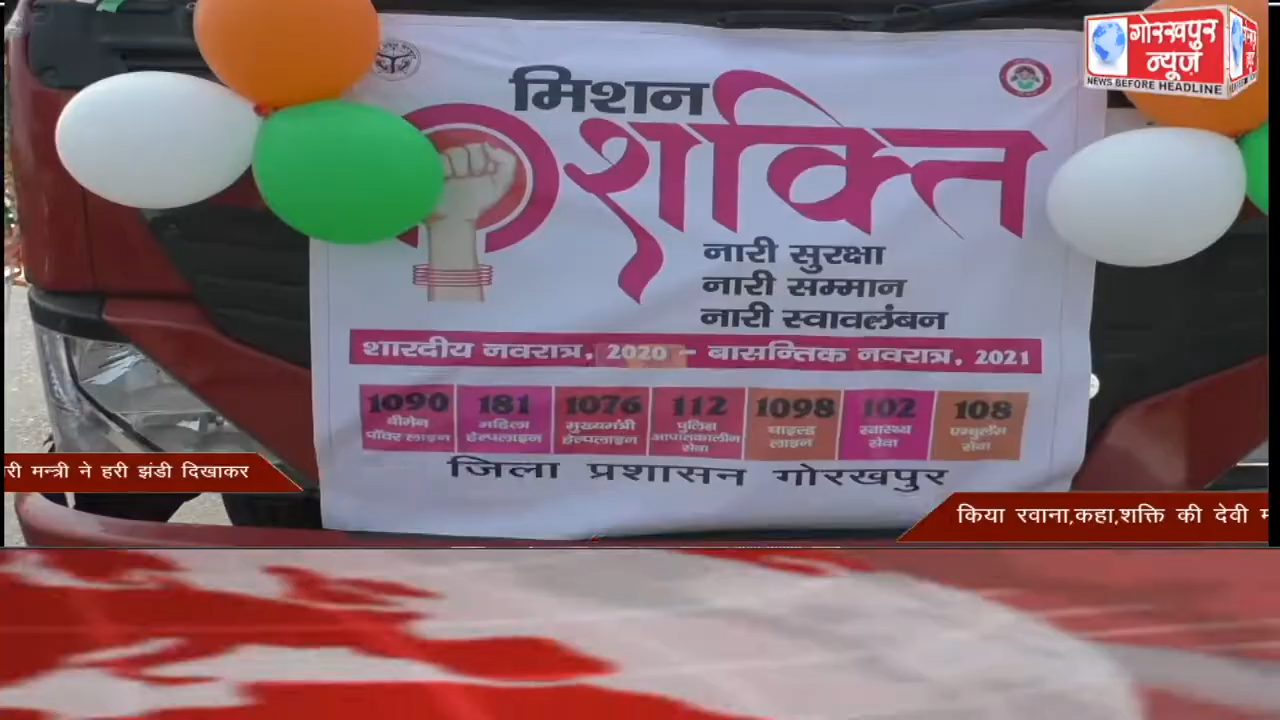 गोरखपुर
न्यूज़
NEWS BEFORE HEADLINE
मिशन
शक्ति
नारी सुरक्षा
नारी सम्मान
नारी स्वावलंबन
शारदीय नवरात्र, 2020 - बासन्तिक नवरात्र, 2021
1090 181 1076 112 1098 102 108
वीमेन महिला मुख्यमंत्री पुलिस चाइल्ड स्वास्थ्य एम्बुलेंस
पॉवर लाइन हेल्पलाइन हेल्पलाइन आपातकालीन लाइन सेवा सेवा
सेवा
जिला प्रशासन गोरखपुर
री मन्त्री ने हरी झंडी दिखाकर
किया रवाना,कहा,शक्ति की देवी